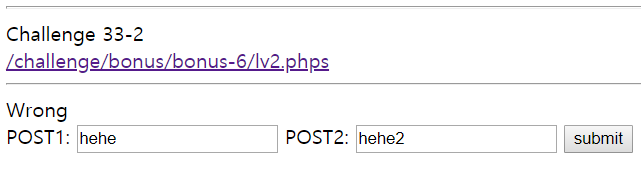 Challenge 33-2
/challenge/bonus/bonus-6/lv2.phps
Wrong
POST1: hehe POST2: hehe2 submit